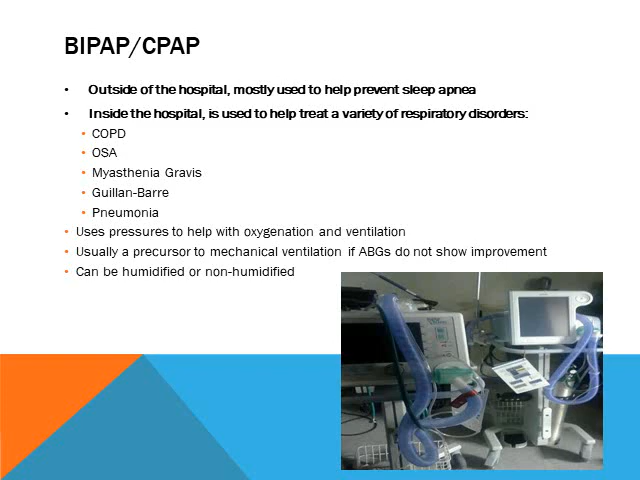 BIPAP/CPAP
• Outside of the hospital, mostly used to help prevent sleep apnea
• Inside the hospital, is used to help treat a variety of respiratory disorders:
• COPD
• OSA
• Myasthenia Gravis
• Guillan-Barre
• Pneumonia
• Uses pressures to help with oxygenation and ventilation
• Usually a precursor to mechanical ventilation if ABGs do not show improvement
• Can be humidified or non-humidified